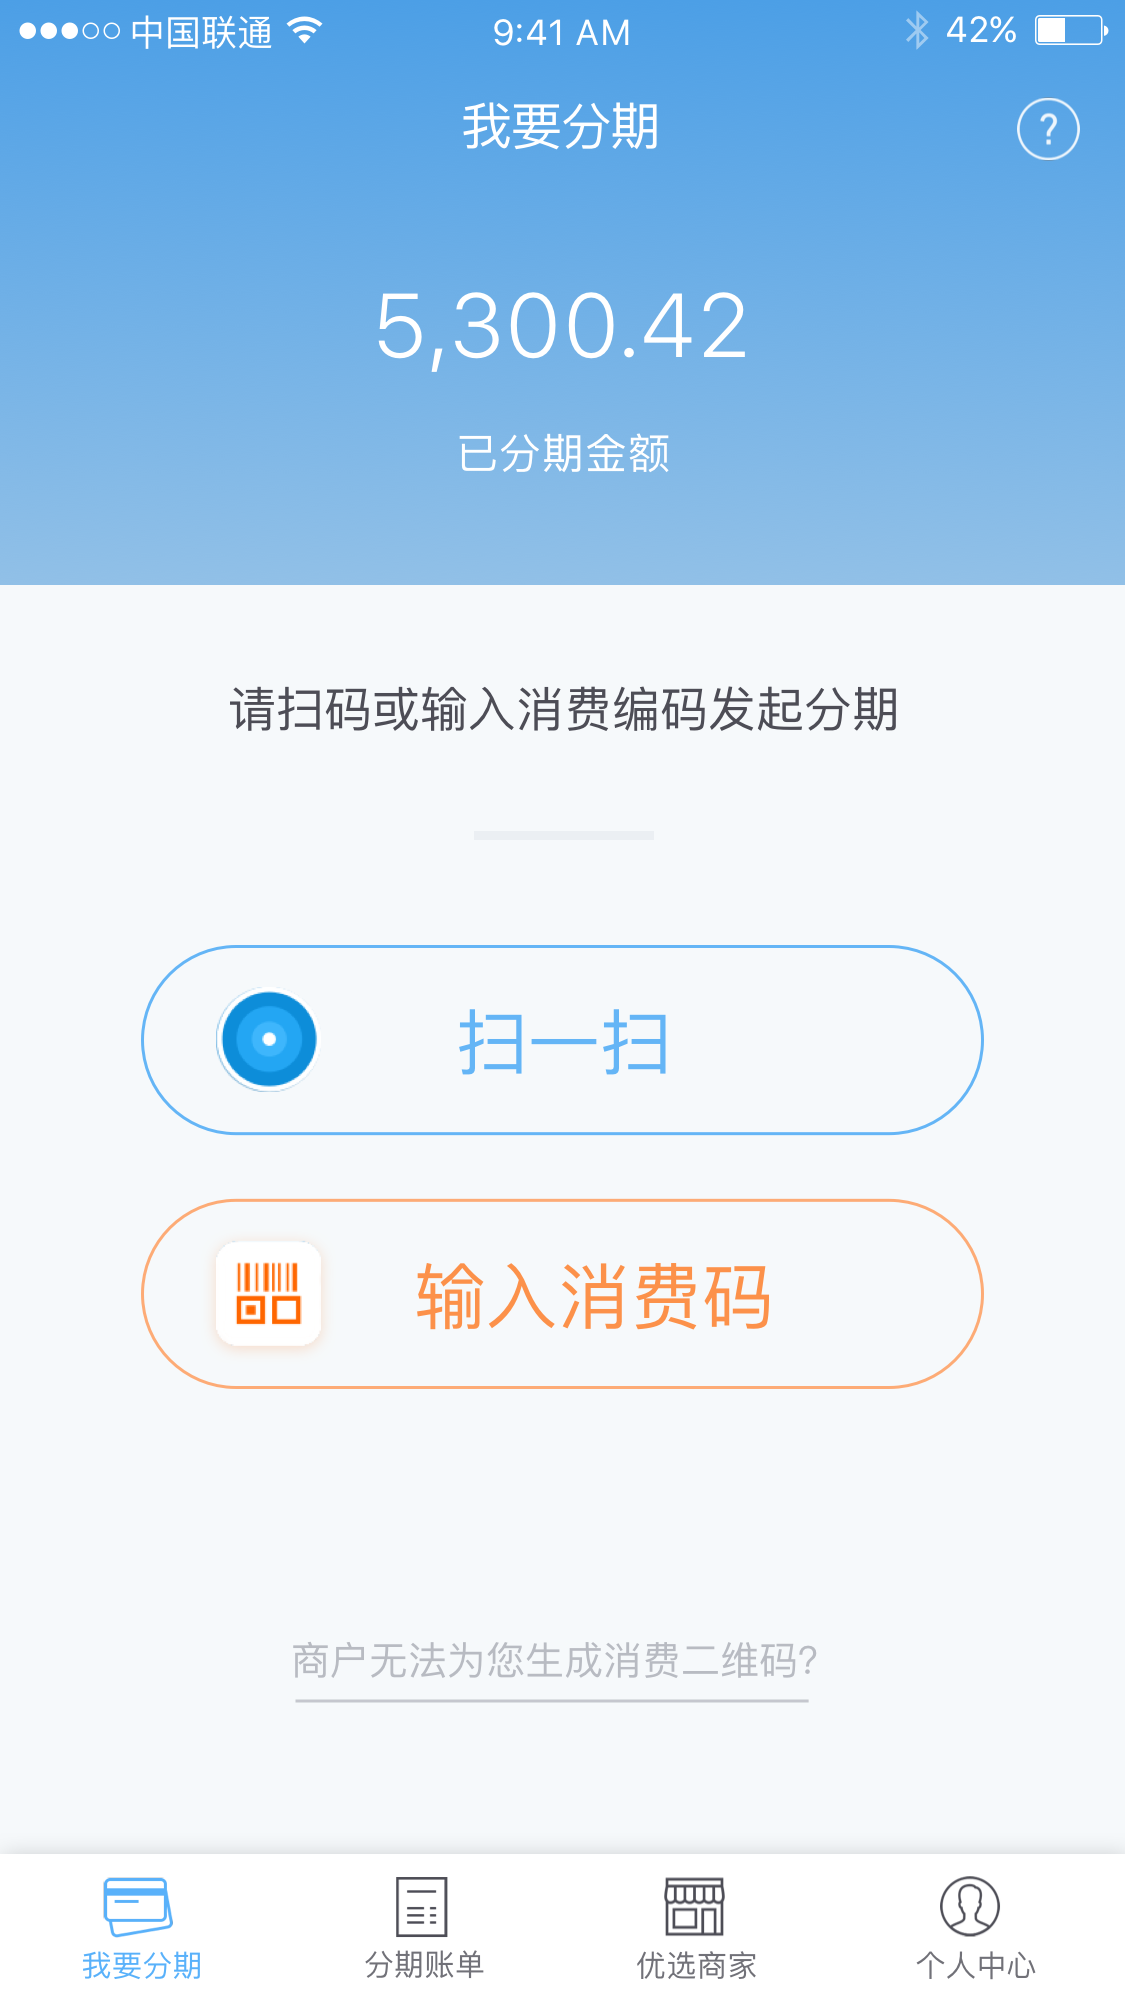 中国联通 9:41 AM 42%
我要分期 ?
5,300.42
已分期金额
请扫码或输入消费编码发起分期
扫一扫
输入消费码
商户无法为您生成消费二维码?
我要分期 分期账单 优选商家 个人中心